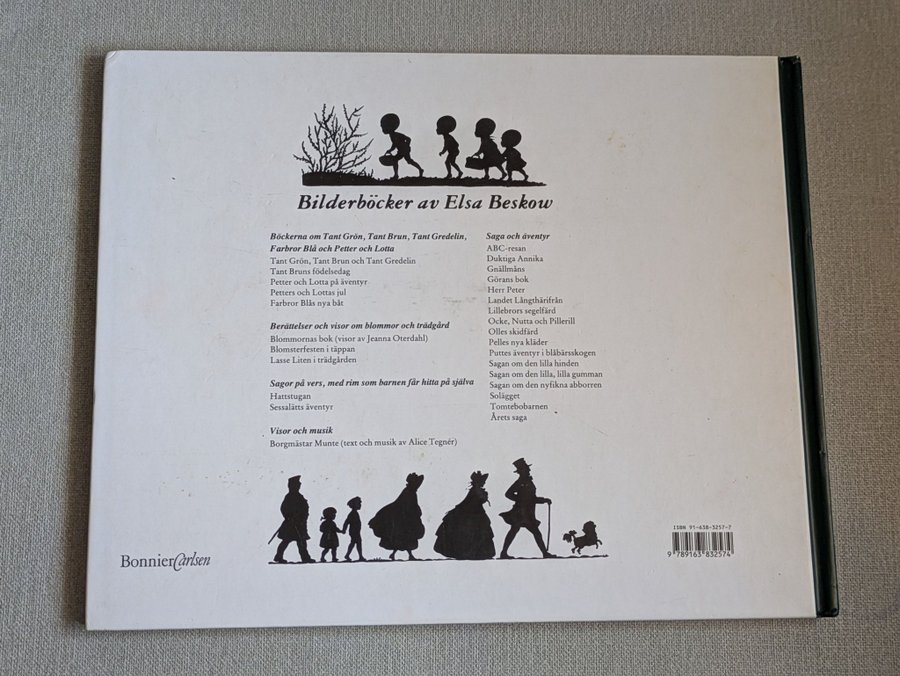 Bilderböcker av Elsa Beskow
Böckerna om Tant Grön, Tant Brun, Tant Gredelin,
Farbror Blå och Petter och Lotta
Tant Grön, Tant Brun och Tant Gredelin
Tant Bruns födelsedag
Petter och Lotta på äventyr
Petters och Lottas jul
Farbror Blås nya båt
Berättelser och visor om blommor och trädgård
Blommornas bok (visor av Jeanna Oterdahl)
Blomsterfesten i täppan
Lasse Liten i trädgården
Sagor på vers, med rim som barnen får hitta på själva
Hattstugan
Sessalätts äventyr
Visor och musik
Borgmästar Munte (text och musik av Alice Tegnér)
Saga och äventyr
ABC-resan
Duktiga Annika
Gnällmåns
Görans bok
Herr Peter
Landet Långthärifrån
Lillebrors segelfärd
Ocke, Nutta och Pillerill
Olles skidfärd
Pelles nya kläder
Puttes äventyr i blåbärsskogen
Sagan om den lilla hinden
Sagan om den lilla, lilla gumman
Sagan om den nyfikna abborren
Solägget
Tomtebobarnen
Årets saga
BonnierCarlsen
ISBN 91-638-3257-7
9 789163 832574